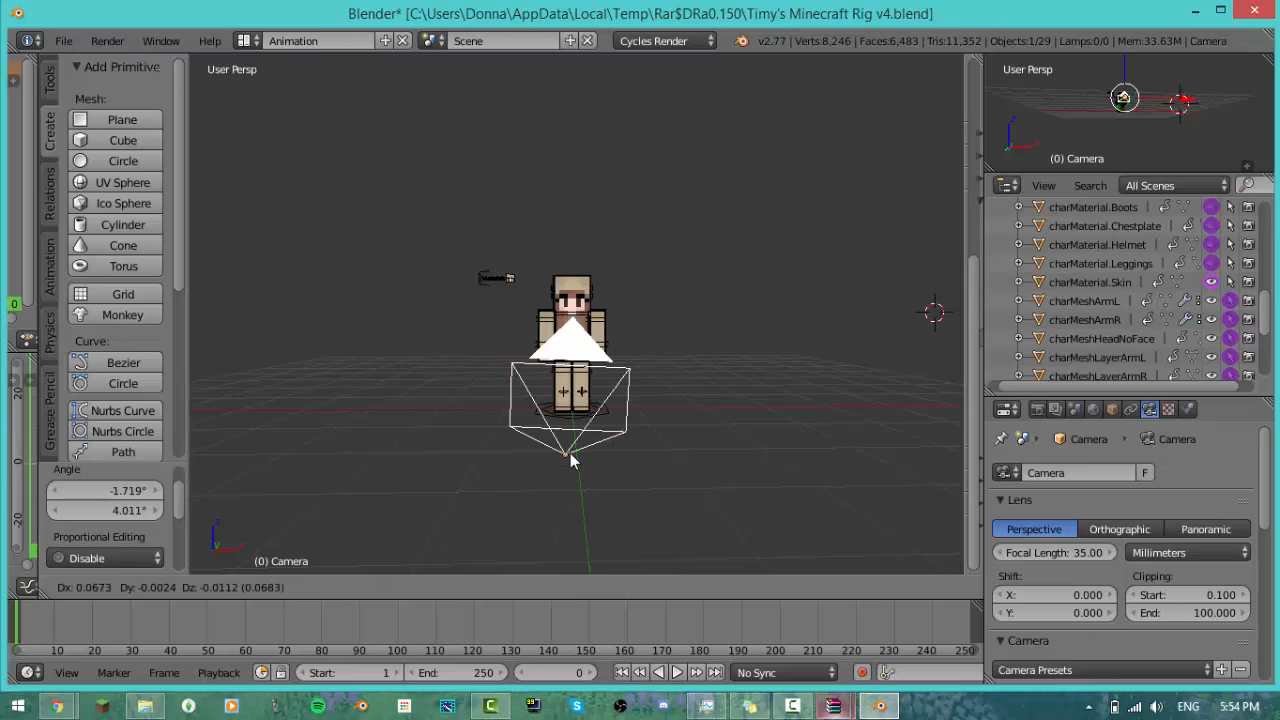 Blender* [C:\Users\Donna\AppData\Local\Temp\Rar$DRa0.150\Timy's Minecraft Rig v4.blend]
File Render Window Help Animation Scene Cycles Render v2.77 | Verts:8,246 | Faces:6,483 | Tris:11,352 | Objects:1/29 | Lamps:0/0 | Mem:33.63M | Camera
Tools
Create
Relations
Animation
Physics
Grease Pencil
Add Primitive
Mesh:
Plane
Cube
Circle
UV Sphere
Ico Sphere
Cylinder
Cone
Torus
Grid
Monkey
Curve:
Bezier
Circle
Nurbs Curve
Nurbs Circle
Path
Angle
-1.719°
4.011°
Proportional Editing
Disable
0
20
0
-20
User Persp
(0) Camera
Dx: 0.0673 Dy: -0.0024 Dz: -0.0112 (0.0683)
User Persp
(0) Camera
View Search All Scenes
charMaterial.Boots
charMaterial.Chestplate
charMaterial.Helmet
charMaterial.Leggings
charMaterial.Skin
charMeshArmL
charMeshArmR
charMeshHeadNoFace
charMeshLayerArmL
charMeshLayerArmR
Camera Camera
Camera F
Lens
Perspective Orthographic Panoramic
Focal Length: 35.00 Millimeters
Shift: Clipping:
X: 0.000 Start: 0.100
Y: 0.000 End: 100.000
Camera
Camera Presets
10 20 30 40 50 60 70 80 90 100 110 120 130 140 150 160 170 180 190 200 210 220 230 240 250
View Marker Frame Playback Start: 1 End: 250 0 No Sync
ENG 5:54 PM